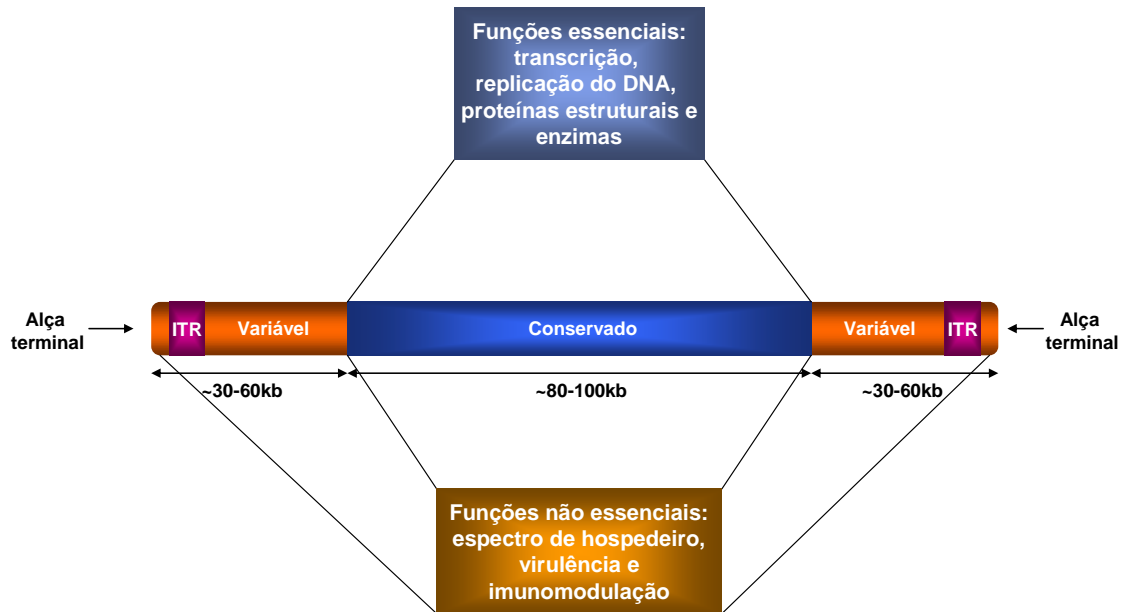 Funções essenciais:
transcrição,
replicação do DNA,
proteínas estruturais e
enzimas
Alça
terminal
ITR
Variável
Conservado
Variável
ITR
Alça
terminal
~30-60kb
~80-100kb
~30-60kb
Funções não essenciais:
espectro de hospedeiro,
virulência e
imunomodulação